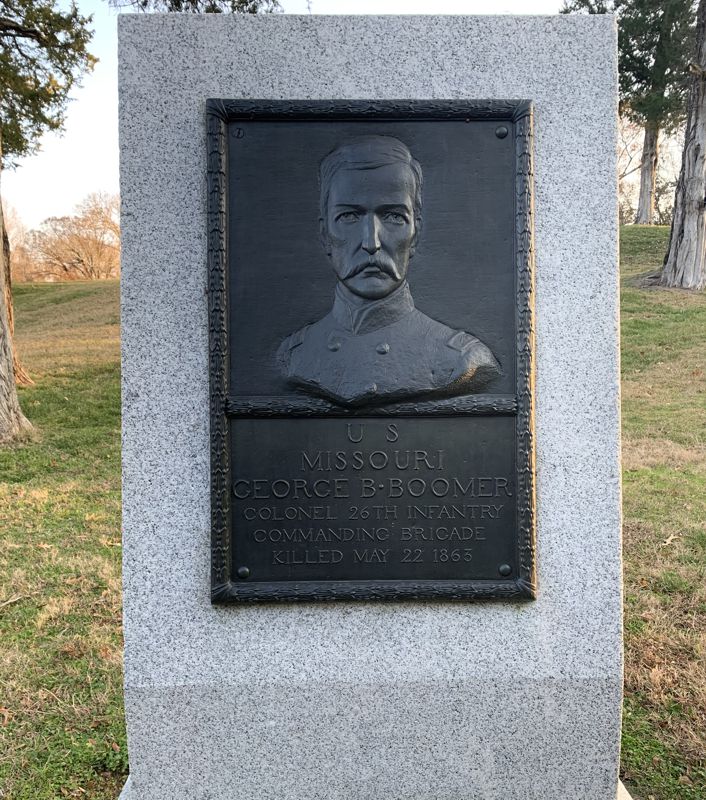 U S
MISSOURI
GEORGE B·BOOMER
COLONEL 26TH INFANTRY
COMMANDING BRIGADE
KILLED MAY 22 1863